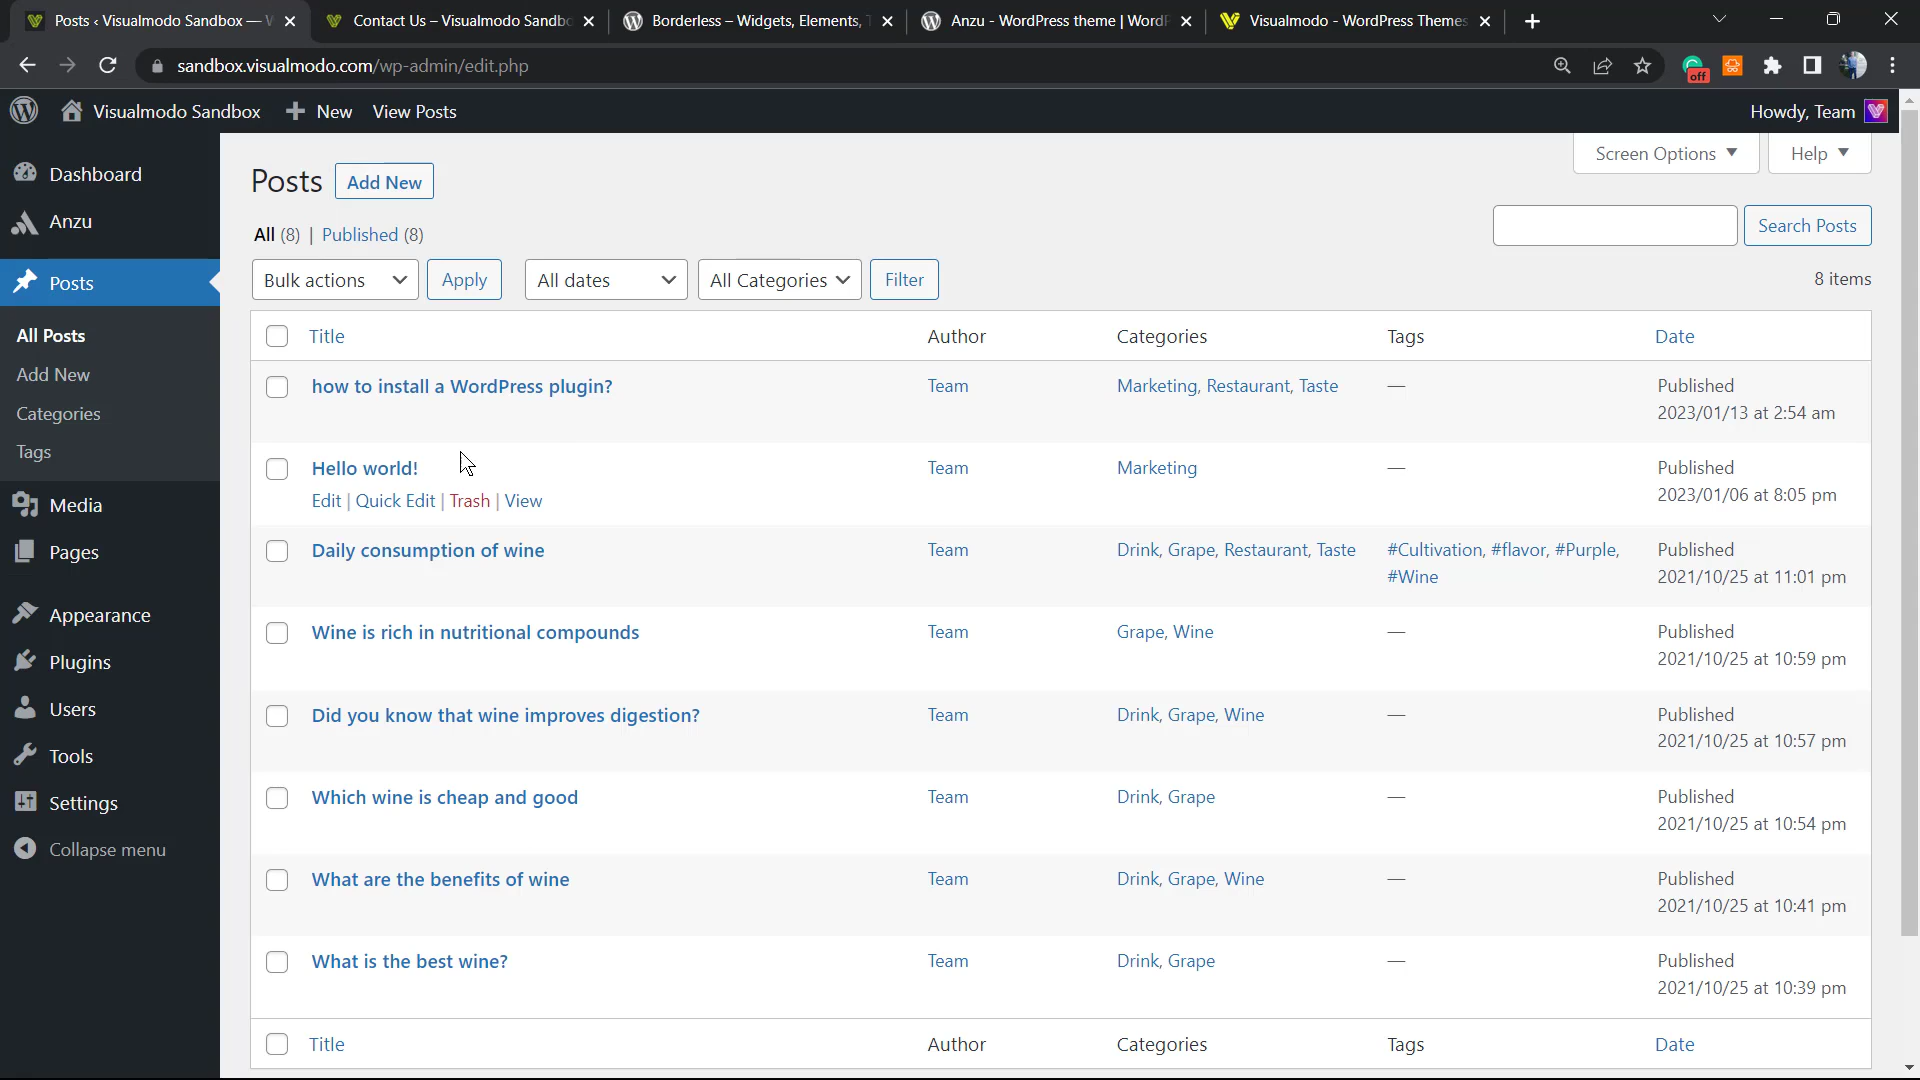 Posts ‹ Visualmodo Sandbox —
Contact Us – Visualmodo Sandb
Borderless – Widgets, Elements,
Anzu - WordPress theme | Word
Visualmodo - WordPress Themes
sandbox.visualmodo.com/wp-admin/edit.php
off
Visualmodo Sandbox
New
View Posts
Howdy, Team
Dashboard
Anzu
Posts
All Posts
Add New
Categories
Tags
Media
Pages
Appearance
Plugins
Users
Tools
Settings
Collapse menu
Screen Options
Help
Posts
Add New
All (8) | Published (8)
Search Posts
Bulk actions
Apply
All dates
All Categories
Filter
8 items
Title Author Categories Tags Date
how to install a WordPress plugin? Team Marketing, Restaurant, Taste — Published
2023/01/13 at 2:54 am
Hello world! Team Marketing — Published
Edit | Quick Edit | Trash | View 2023/01/06 at 8:05 pm
Daily consumption of wine Team Drink, Grape, Restaurant, Taste #Cultivation, #flavor, #Purple, Published
#Wine 2021/10/25 at 11:01 pm
Wine is rich in nutritional compounds Team Grape, Wine — Published
2021/10/25 at 10:59 pm
Did you know that wine improves digestion? Team Drink, Grape, Wine — Published
2021/10/25 at 10:57 pm
Which wine is cheap and good Team Drink, Grape — Published
2021/10/25 at 10:54 pm
What are the benefits of wine Team Drink, Grape, Wine — Published
2021/10/25 at 10:41 pm
What is the best wine? Team Drink, Grape — Published
2021/10/25 at 10:39 pm
Title Author Categories Tags Date